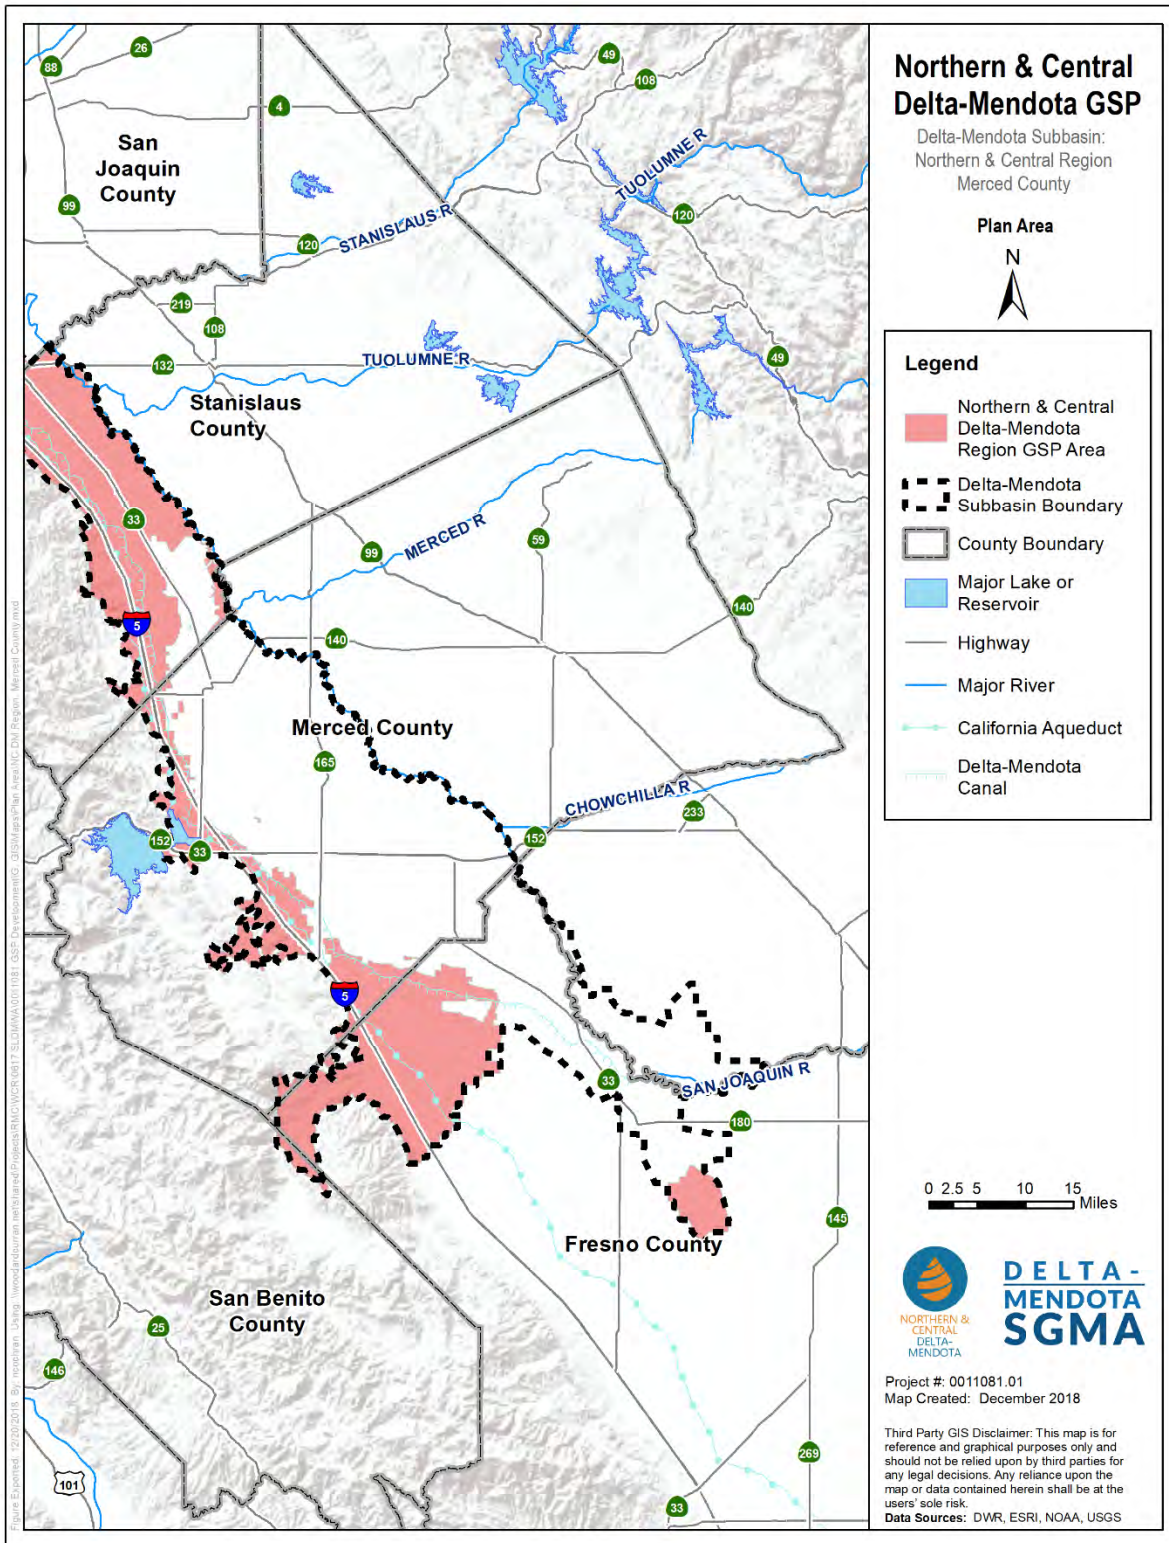 Northern & Central
Delta-Mendota GSP
Delta-Mendota Subbasin:
Northern & Central Region
Merced County
Plan Area
N
Legend
Northern & Central
Delta-Mendota
Region GSP Area
Delta-Mendota
Subbasin Boundary
County Boundary
Major Lake or
Reservoir
Highway
Major River
California Aqueduct
Delta-Mendota
Canal
0 2.5 5 10 15
Miles
NORTHERN &
CENTRAL
DELTA-
MENDOTA
DELTA-
MENDOTA
SGMA
Project #: 0011081.01
Map Created: December 2018
Third Party GIS Disclaimer: This map is for
reference and graphical purposes only and
should not be relied upon by third parties for
any legal decisions. Any reliance upon the
map or data contained herein shall be at the
users' sole risk.
Data Sources: DWR, ESRI, NOAA, USGS
26
88
49
108
4
San
Joaquin
County
TUOLUMNE R
99
120
STANISLAUS R
120
219
108
132
TUOLUMNE R
49
Stanislaus
County
33
99
MERCED R
59
5
140
140
Merced County
165
CHOWCHILLA R
233
152
152
33
5
33
SAN JOAQUIN R
180
145
Fresno County
San Benito
County
25
146
101
269
33